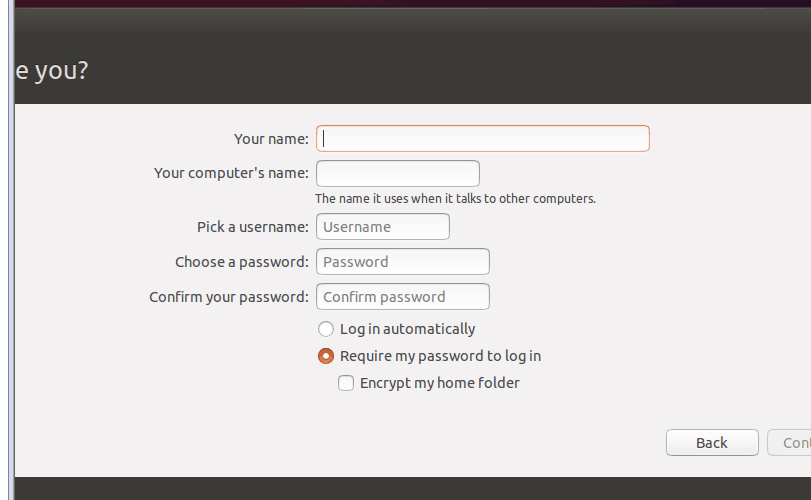 e you?
Your name:
Your computer's name:
The name it uses when it talks to other computers.
Pick a username: Username
Choose a password: Password
Confirm your password: Confirm password
Log in automatically
Require my password to log in
Encrypt my home folder
Back Cont